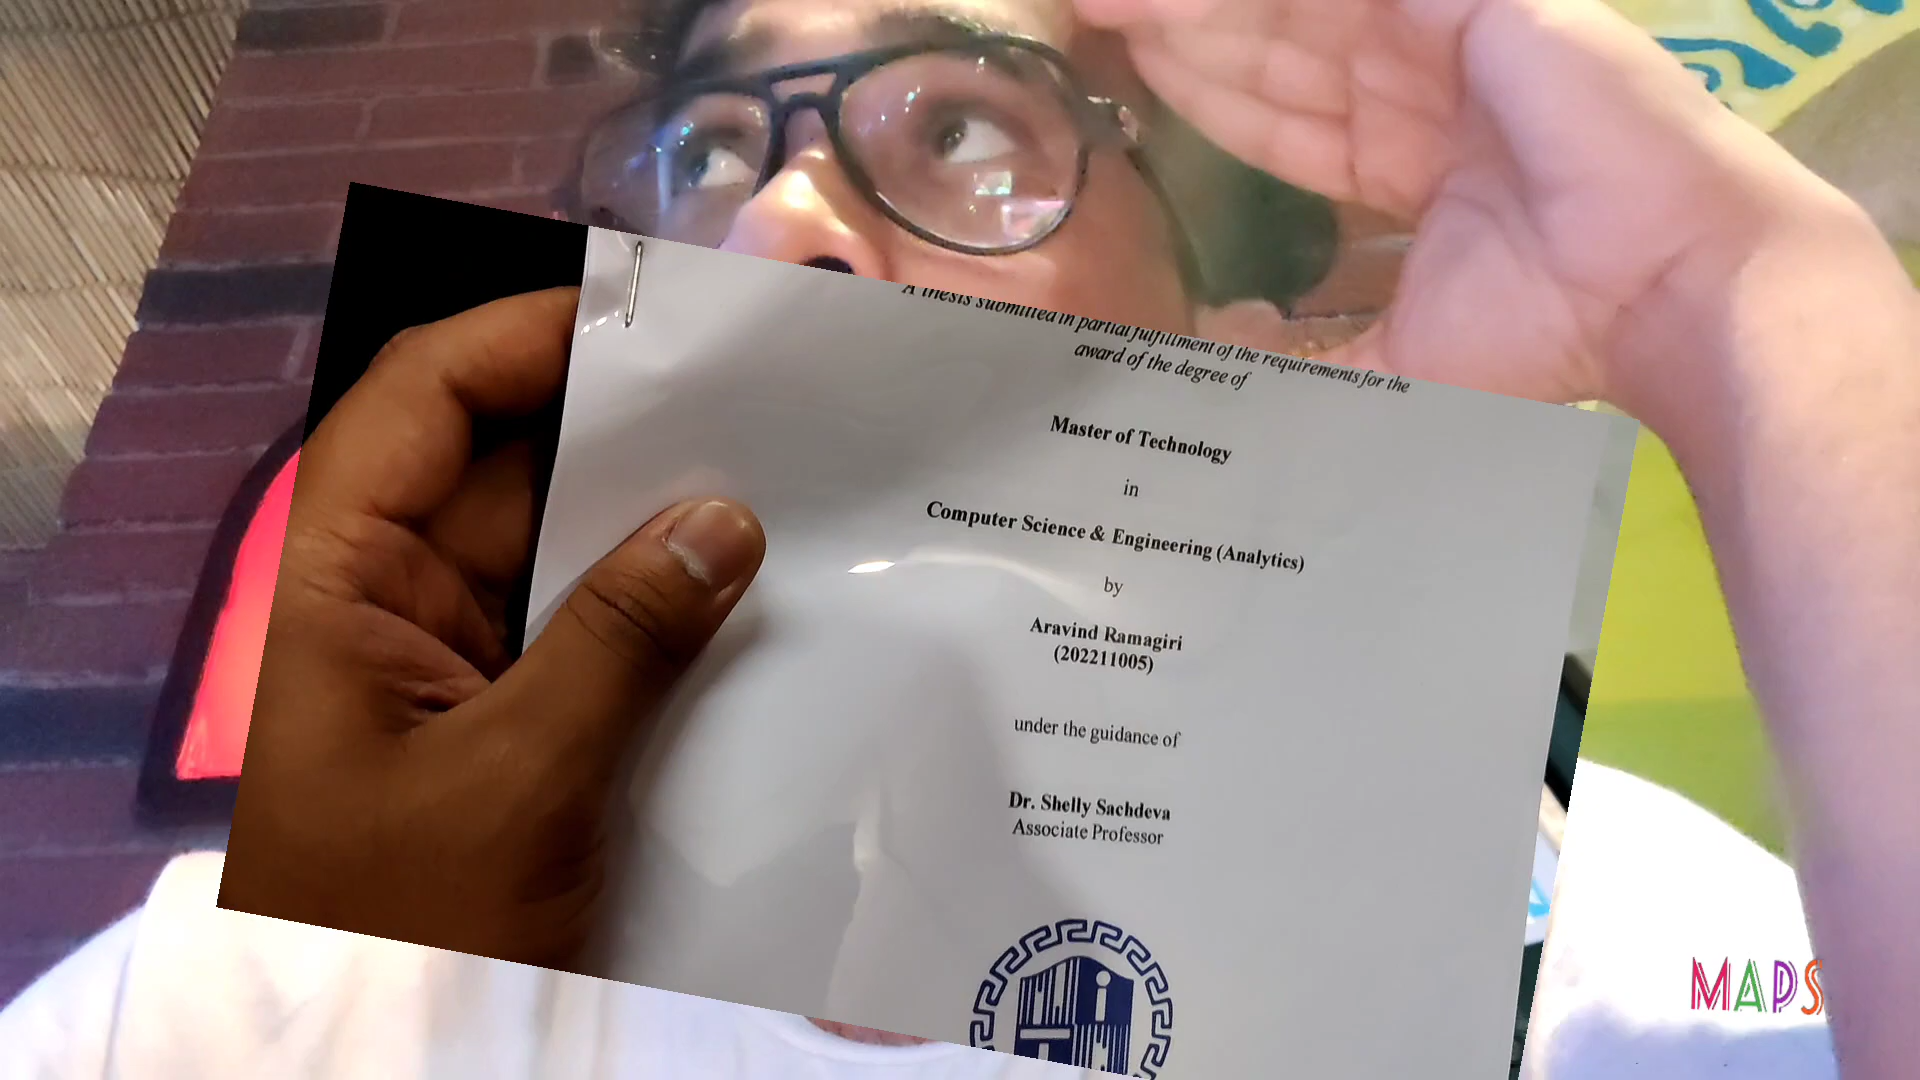 A thesis submitted in partial fulfillment of the requirements for the
award of the degree of
Master of Technology
in
Computer Science & Engineering (Analytics)
by
Aravind Ramagiri
(202211005)
under the guidance of
Dr. Shelly Sachdeva
Associate Professor
MAPS